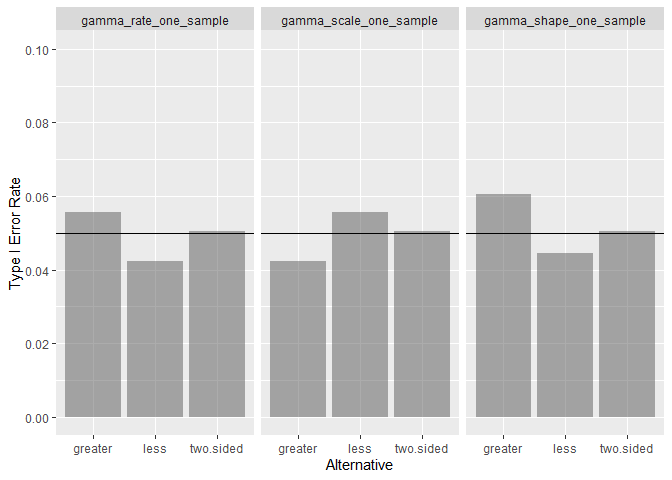 gamma_rate_one_sample gamma_scale_one_sample gamma_shape_one_sample
0.10
0.08
0.06
0.04
0.02
0.00
Type I Error Rate
greater less two.sided greater less two.sided greater less two.sided
Alternative